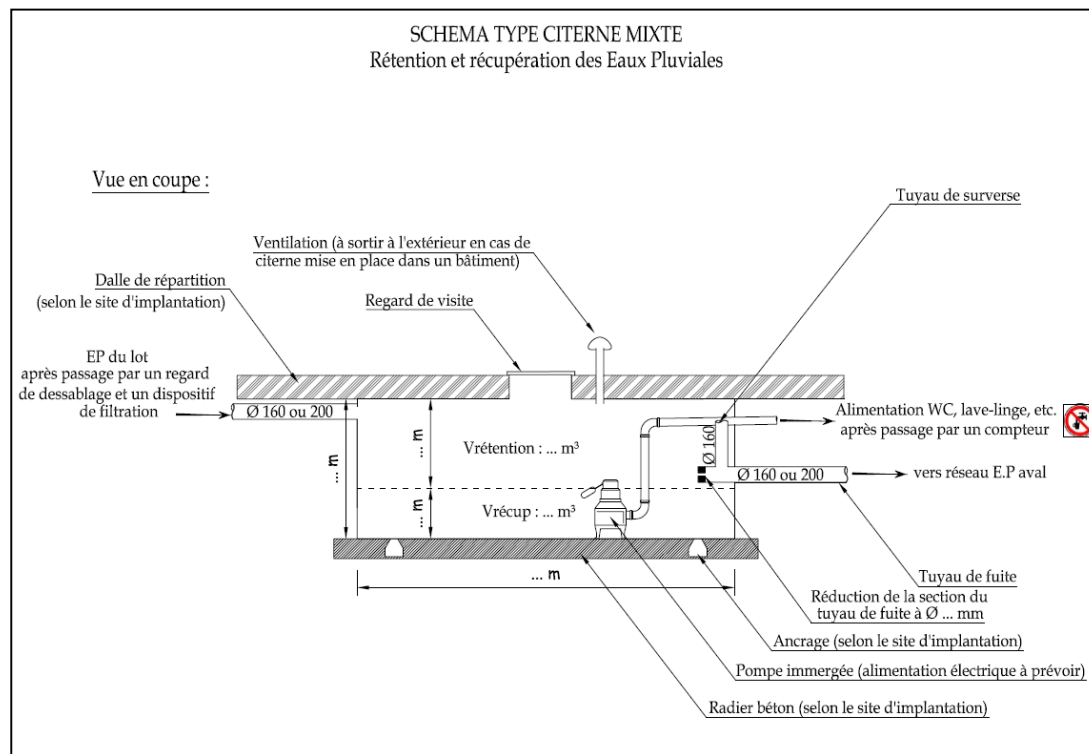 SCHEMA TYPE CITERNE MIXTE
Rétention et récupération des Eaux Pluviales
Vue en coupe :
Tuyau de surverse
Ventilation (à sortir à l'extérieur en cas de
citerne mise en place dans un bâtiment)
Dalle de répartition
(selon le site d'implantation)
Regard de visite
EP du lot
après passage par un regard
de dessablage et un dispositif
de filtration
Ø 160 ou 200
... m
... m
... m
Vrétention : ... m³
Vrécup : ... m³
Ø 160
Alimentation WC, lave-linge, etc.
après passage par un compteur
Ø 160 ou 200
vers réseau E.P aval
... m
Tuyau de fuite
Réduction de la section du
tuyau de fuite à Ø ... mm
Ancrage (selon le site d'implantation)
Pompe immergée (alimentation électrique à prévoir)
Radier béton (selon le site d'implantation)